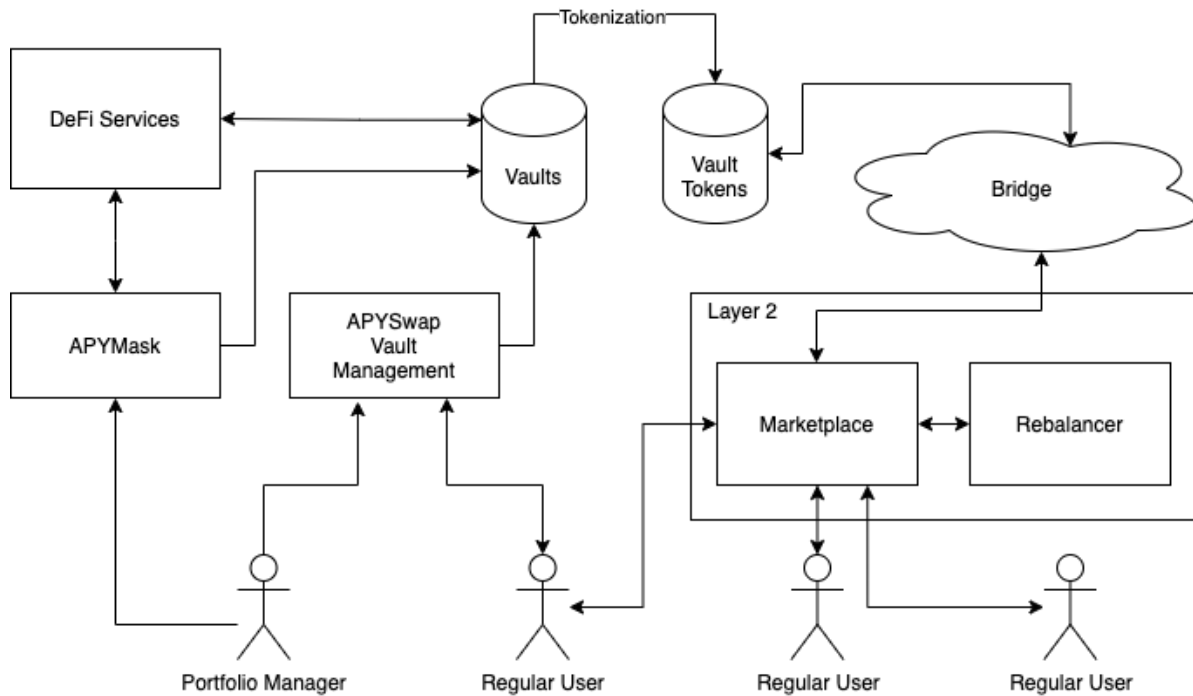 Tokenization
DeFi Services
Vaults
Vault
Tokens
Bridge
APYMask
APYSwap
Vault
Management
Layer 2
Marketplace
Rebalancer
Portfolio Manager
Regular User
Regular User
Regular User